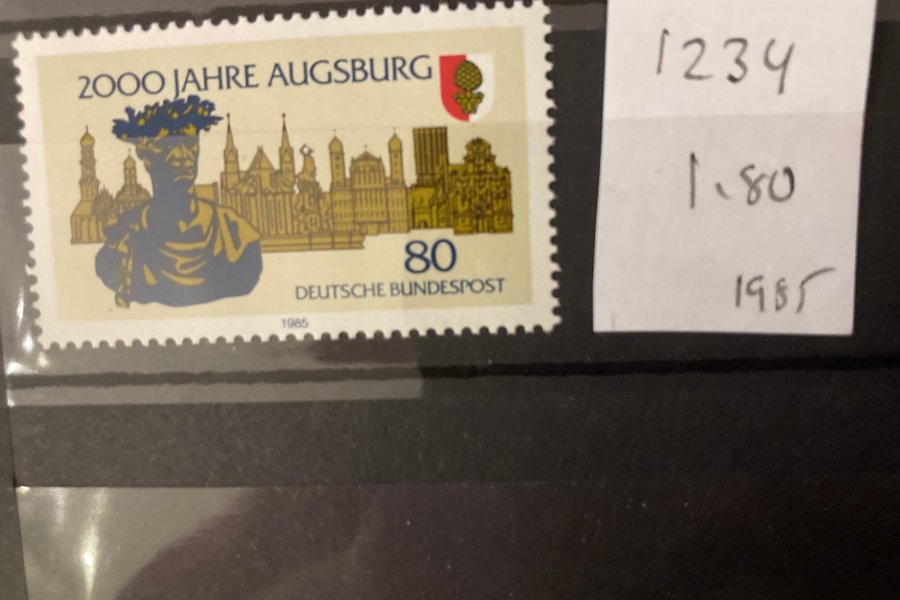 2000 JAHRE AUGSBURG
80
DEUTSCHE BUNDESPOST
1985
1234
1.80
1985